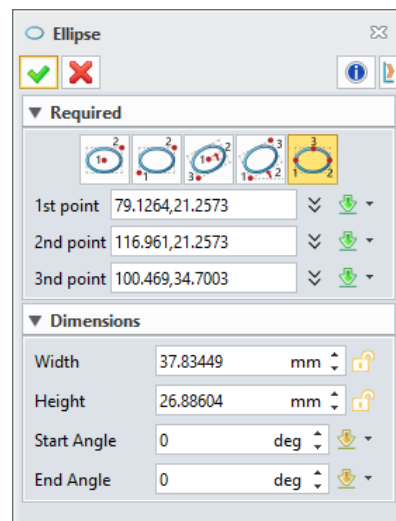 Ellipse
Required
1st point 79.1264,21.2573
2nd point 116.961,21.2573
3nd point 100.469,34.7003
Dimensions
Width 37.83449 mm
Height 26.88604 mm
Start Angle 0 deg
End Angle 0 deg